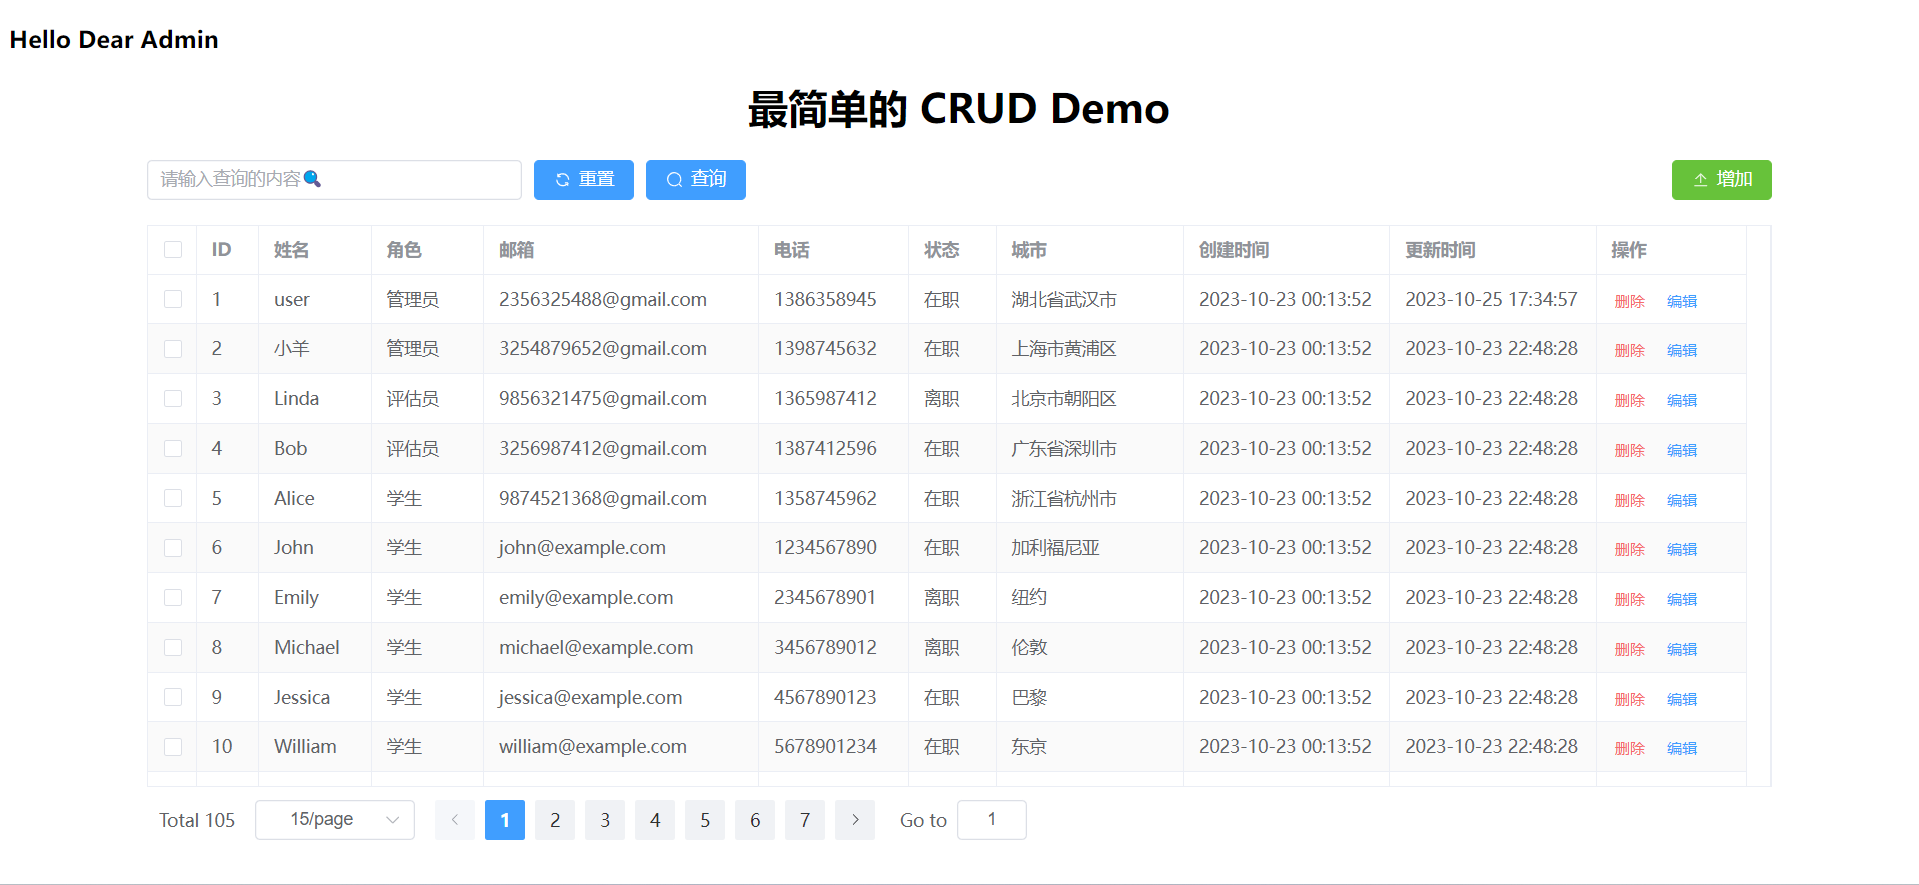 Hello Dear Admin
最简单的 CRUD Demo
请输入查询的内容🔍 重置 查询 增加
ID 姓名 角色 邮箱 电话 状态 城市 创建时间 更新时间 操作
1 user 管理员 2356325488@gmail.com 1386358945 在职 湖北省武汉市 2023-10-23 00:13:52 2023-10-25 17:34:57 删除 编辑
2 小羊 管理员 3254879652@gmail.com 1398745632 在职 上海市黄浦区 2023-10-23 00:13:52 2023-10-23 22:48:28 删除 编辑
3 Linda 评估员 9856321475@gmail.com 1365987412 离职 北京市朝阳区 2023-10-23 00:13:52 2023-10-23 22:48:28 删除 编辑
4 Bob 评估员 3256987412@gmail.com 1387412596 在职 广东省深圳市 2023-10-23 00:13:52 2023-10-23 22:48:28 删除 编辑
5 Alice 学生 9874521368@gmail.com 1358745962 在职 浙江省杭州市 2023-10-23 00:13:52 2023-10-23 22:48:28 删除 编辑
6 John 学生 john@example.com 1234567890 在职 加利福尼亚 2023-10-23 00:13:52 2023-10-23 22:48:28 删除 编辑
7 Emily 学生 emily@example.com 2345678901 离职 纽约 2023-10-23 00:13:52 2023-10-23 22:48:28 删除 编辑
8 Michael 学生 michael@example.com 3456789012 离职 伦敦 2023-10-23 00:13:52 2023-10-23 22:48:28 删除 编辑
9 Jessica 学生 jessica@example.com 4567890123 在职 巴黎 2023-10-23 00:13:52 2023-10-23 22:48:28 删除 编辑
10 William 学生 william@example.com 5678901234 在职 东京 2023-10-23 00:13:52 2023-10-23 22:48:28 删除 编辑
Total 105 15/page 1 2 3 4 5 6 7 Go to 1